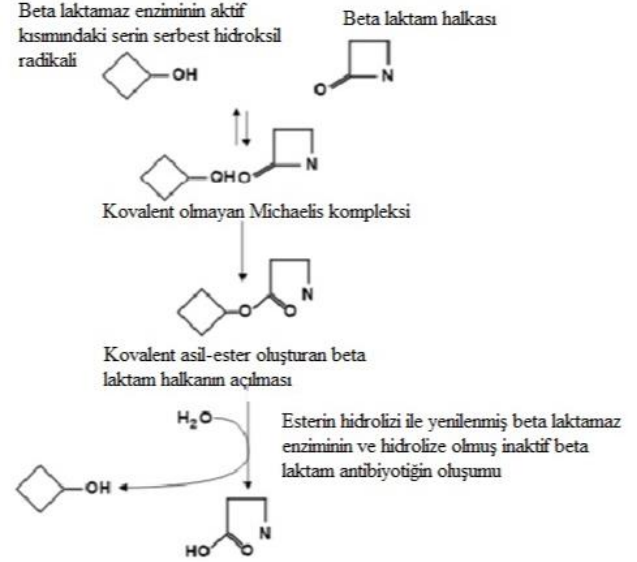 Beta laktamaz enziminin aktif
kısmındaki serin serbest hidroksil
radikali
Beta laktam halkası
OH
O
N
OHO
N
Kovalent olmayan Michaelis kompleksi
O
O
N
Kovalent asil-ester oluşturan beta
laktam halkanın açılması
H₂O
Esterin hidrolizi ile yenilenmiş beta laktamaz
enziminin ve hidrolize olmuş inaktif beta
laktam antibiyotiğin oluşumu
OH
N
HO
O